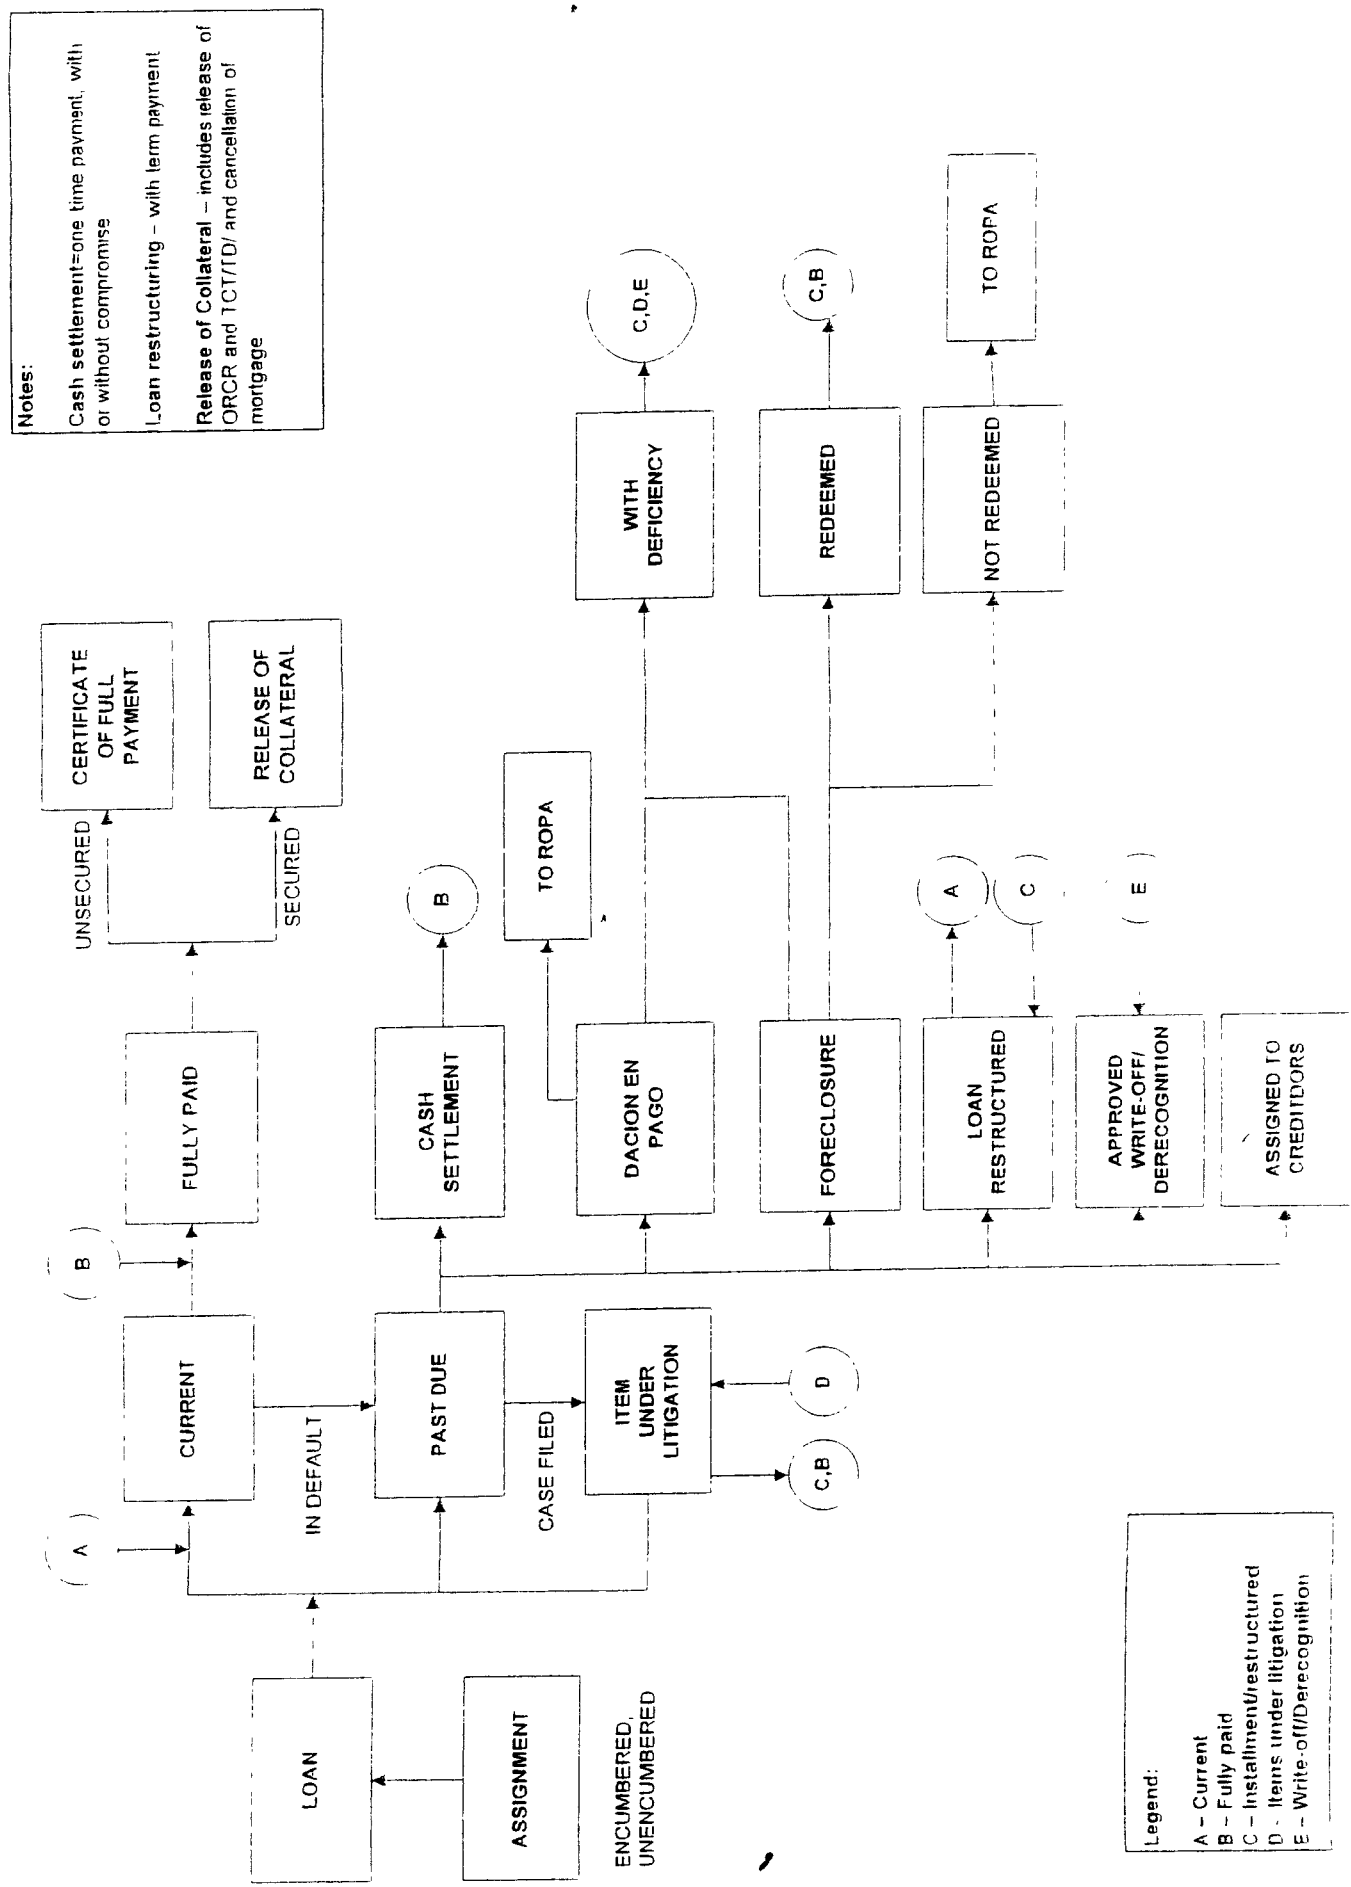 Notes:
Cash settlement=one time payment, with
or without compromise
Loan restructuring – with term payment
Release of Collateral – includes release of
ORCR and TCT/TD/ and cancellation of
mortgage
CERTIFICATE
OF FULL
PAYMENT
UNSECURED
RELEASE OF
COLLATERAL
SECURED
FULLY PAID
B
CURRENT
A
IN DEFAULT
LOAN
ASSIGNMENT
ENCUMBERED,
UNENCUMBERED
PAST DUE
CASE FILED
ITEM
UNDER
LITIGATION
C,B
D
CASH
SETTLEMENT
B
TO ROPA
DACION EN
PAGO
WITH
DEFICIENCY
C,D,E
FORECLOSURE
REDEEMED
C,B
NOT REDEEMED
TO ROPA
LOAN
RESTRUCTURED
A
C
APPROVED
WRITE-OFF/
DERECOGNITION
E
ASSIGNED TO
CREDITDORS
Legend:
A – Current
B – Fully paid
C – Installment/restructured
D - Items under litigation
E – Write-off/Derecognition